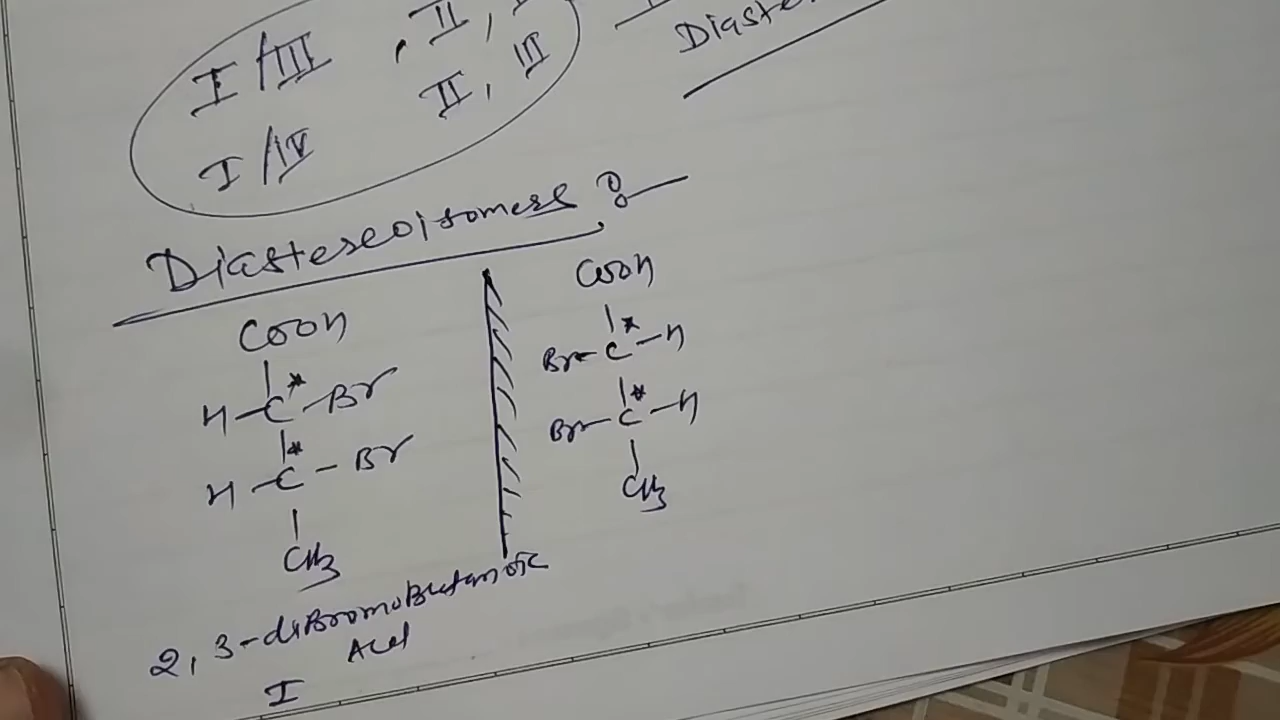 I/III , II,
II, III
I/IV
Diaste
Diastereoisomers :-
COOH
H-C*-Br
H-C*-Br
CH3
COOH
Br-C*-H
Br-C*-H
CH3
2, 3-diBromoButanoic
Acid
I